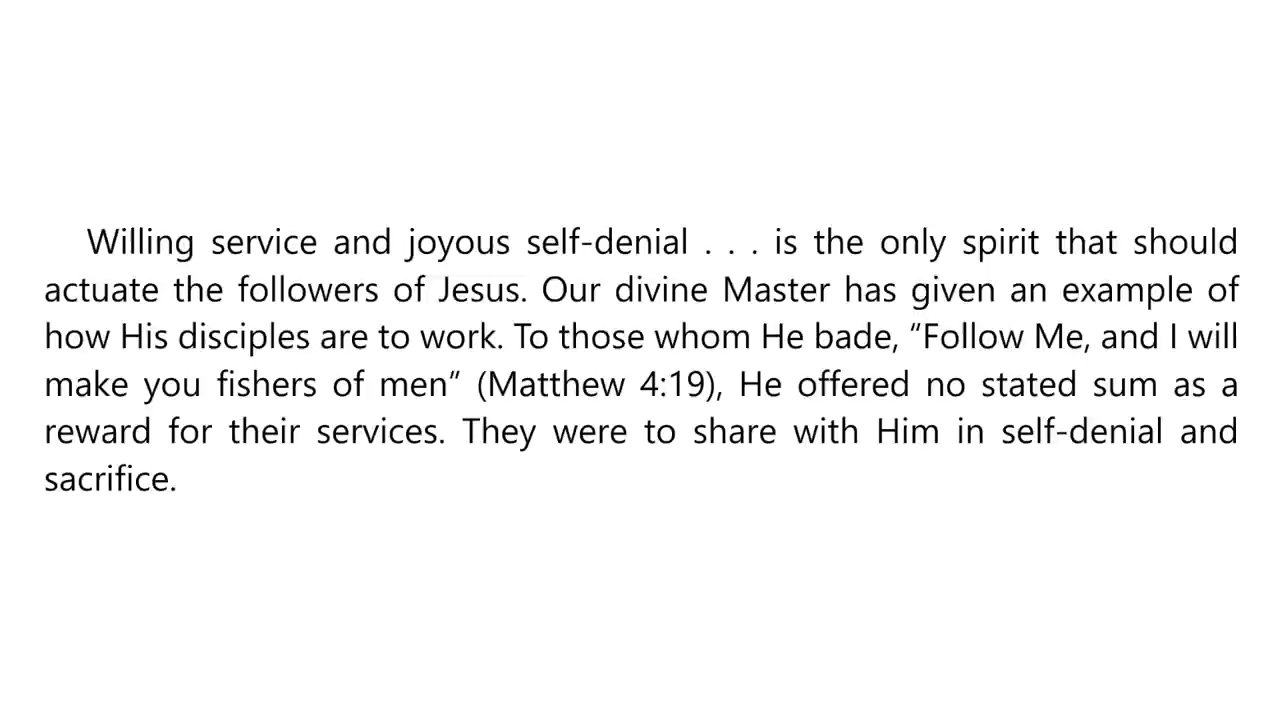 Willing service and joyous self-denial . . . is the only spirit that should
actuate the followers of Jesus. Our divine Master has given an example of
how His disciples are to work. To those whom He bade, “Follow Me, and I will
make you fishers of men” (Matthew 4:19), He offered no stated sum as a
reward for their services. They were to share with Him in self-denial and
sacrifice.